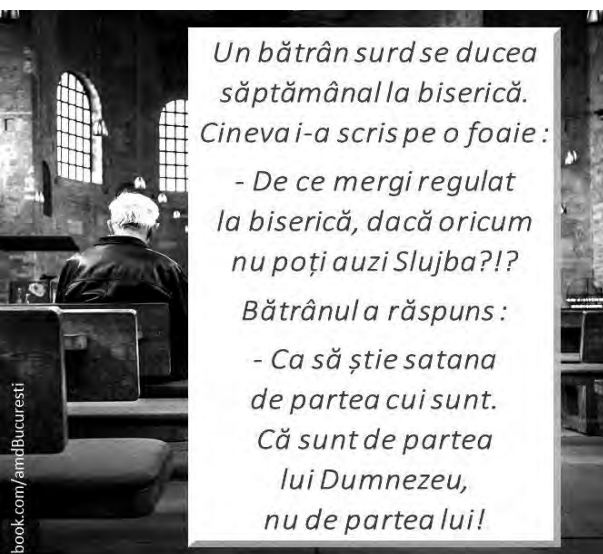 Un bătrân surd se ducea
săptămânal la biserică.
Cineva i-a scris pe o foaie :
- De ce mergi regulat
la biserică, dacă oricum
nu poți auzi Slujba?!?
Bătrânul a răspuns :
- Ca să știe satana
de partea cui sunt.
Că sunt de partea
lui Dumnezeu,
nu de partea lui!
book.com/amdBucuresti